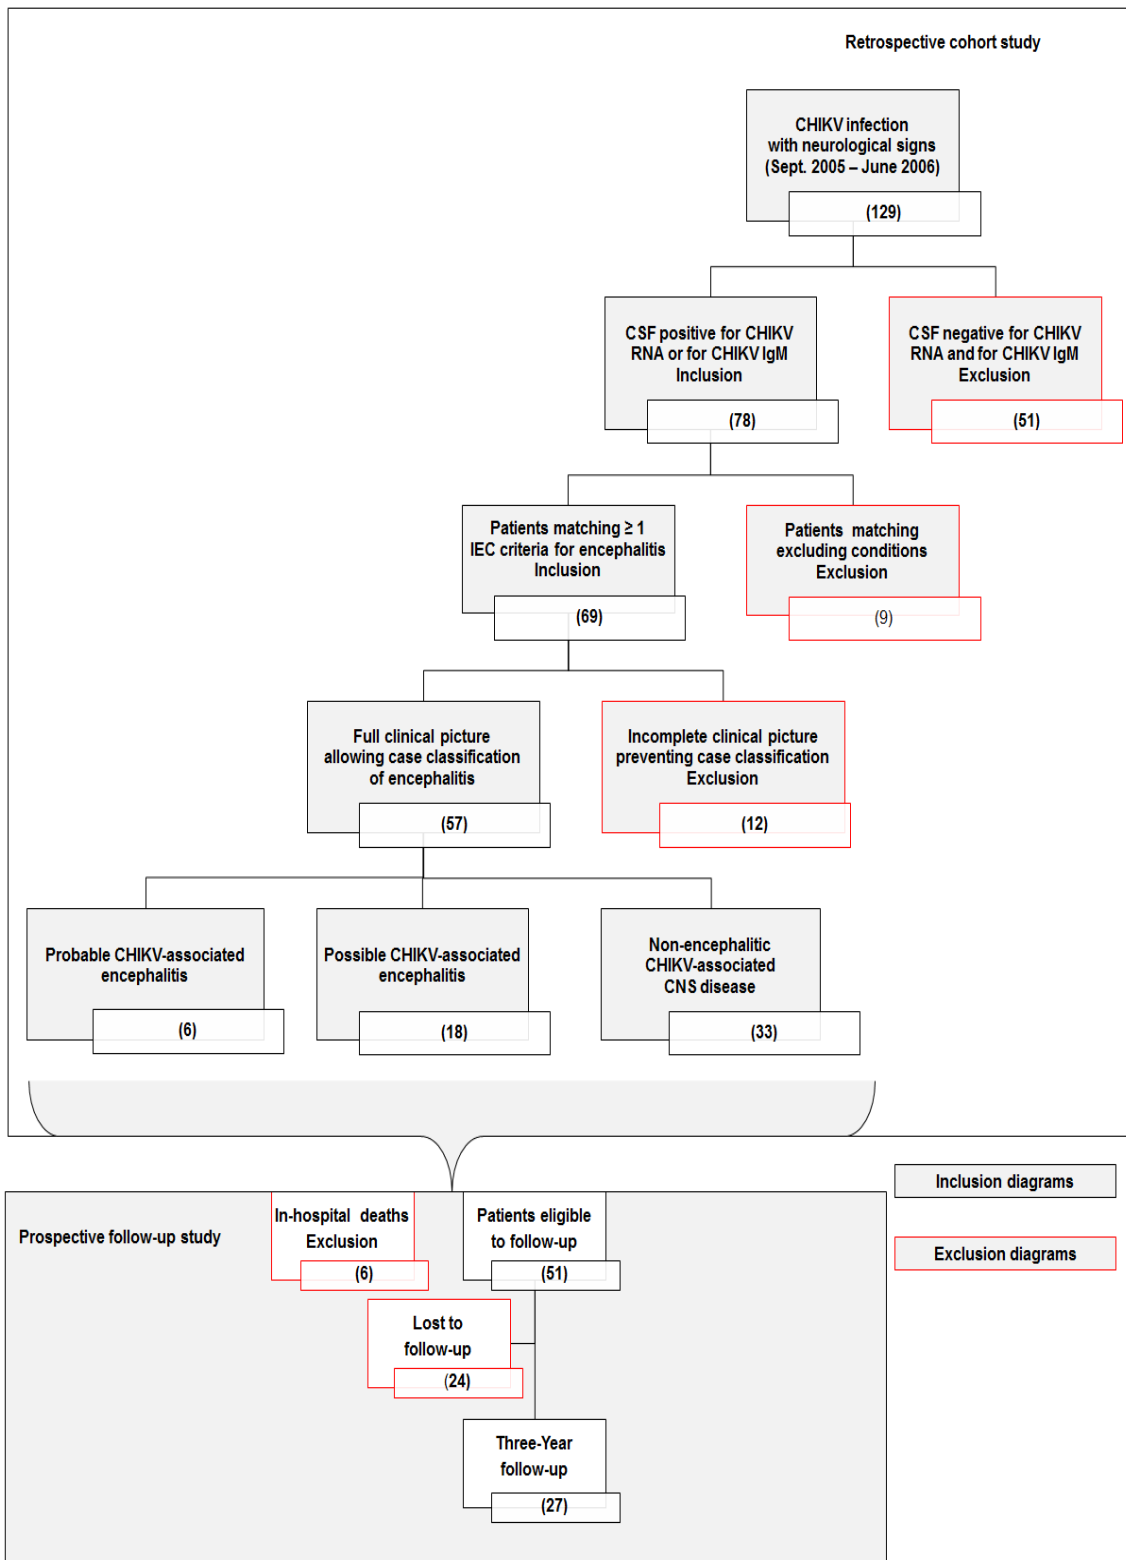 Retrospective cohort study
CHIKV infection
with neurological signs
(Sept. 2005 – June 2006)
(129)
CSF positive for CHIKV
RNA or for CHIKV IgM
Inclusion
(78)
CSF negative for CHIKV
RNA and for CHIKV IgM
Exclusion
(51)
Patients matching ≥ 1
IEC criteria for encephalitis
Inclusion
(69)
Patients matching
excluding conditions
Exclusion
(9)
Full clinical picture
allowing case classification
of encephalitis
(57)
Incomplete clinical picture
preventing case classification
Exclusion
(12)
Probable CHIKV-associated
encephalitis
(6)
Possible CHIKV-associated
encephalitis
(18)
Non-encephalitic
CHIKV-associated
CNS disease
(33)
Prospective follow-up study
In-hospital deaths
Exclusion
(6)
Patients eligible
to follow-up
(51)
Lost to
follow-up
(24)
Three-Year
follow-up
(27)
Inclusion diagrams
Exclusion diagrams